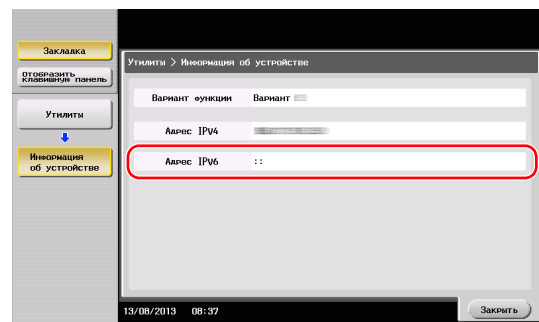 Закладка
Утилиты > Информация об устройстве
отобразить
клавишную панель
Вариант функции Вариант
Утилиты
Адрес IPv4
Информация
об устройстве
Адрес IPv6 ::
13/08/2013 08:37
Закрыть